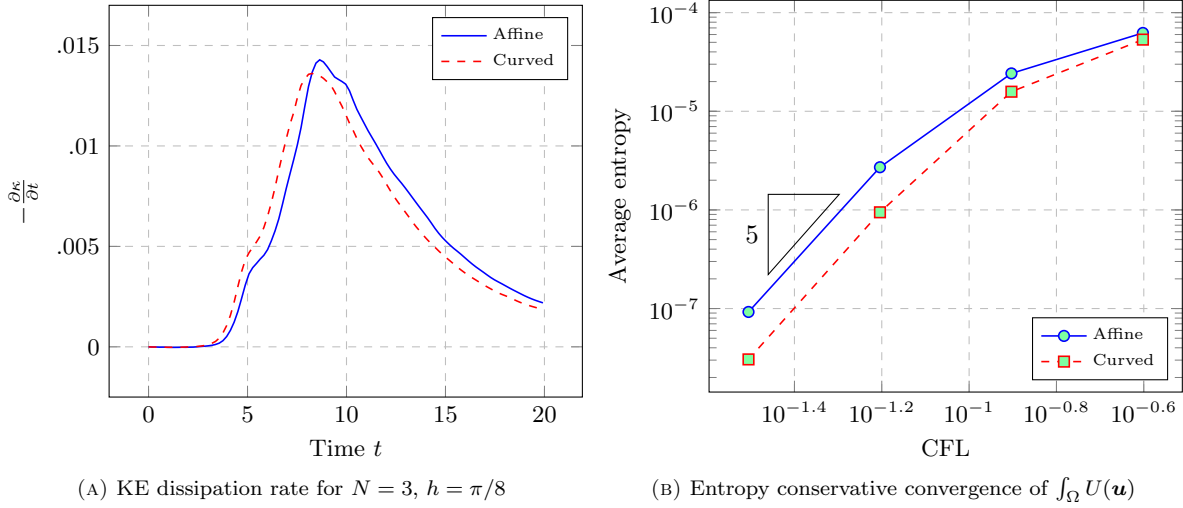 .015
.01
.005
0
−∂κ/∂t
0 5 10 15 20
Time t
Affine
Curved
(A) KE dissipation rate for N = 3, h = π/8
10^−4
10^−5
10^−6
10^−7
Average entropy
5
10^−1.4 10^−1.2 10^−1 10^−0.8 10^−0.6
CFL
Affine
Curved
(B) Entropy conservative convergence of ∫_Ω U(𝒖)